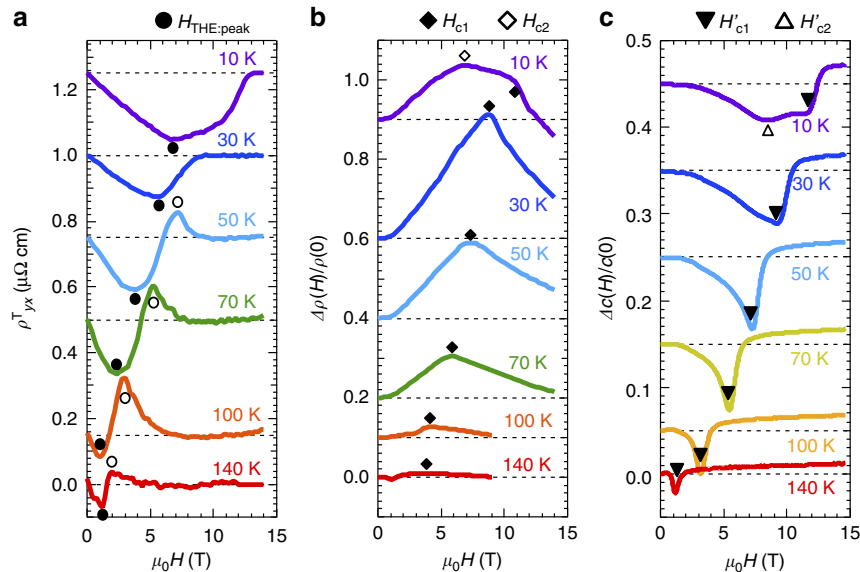 a
H_THE:peak
1.2
1.0
0.8
0.6
0.4
0.2
0.0
ρ^T_yx (μΩ cm)
10 K
30 K
50 K
70 K
100 K
140 K
0 5 10 15
μ₀H (T)
b
H_c1 H_c2
1.0
0.8
0.6
0.4
0.2
0.0
Δρ(H)/ρ(0)
10 K
30 K
50 K
70 K
100 K
140 K
0 5 10 15
μ₀H (T)
c
H′_c1 H′_c2
0.5
0.4
0.3
0.2
0.1
0.0
Δc(H)/c(0)
10 K
30 K
50 K
70 K
100 K
140 K
0 5 10 15
μ₀H (T)